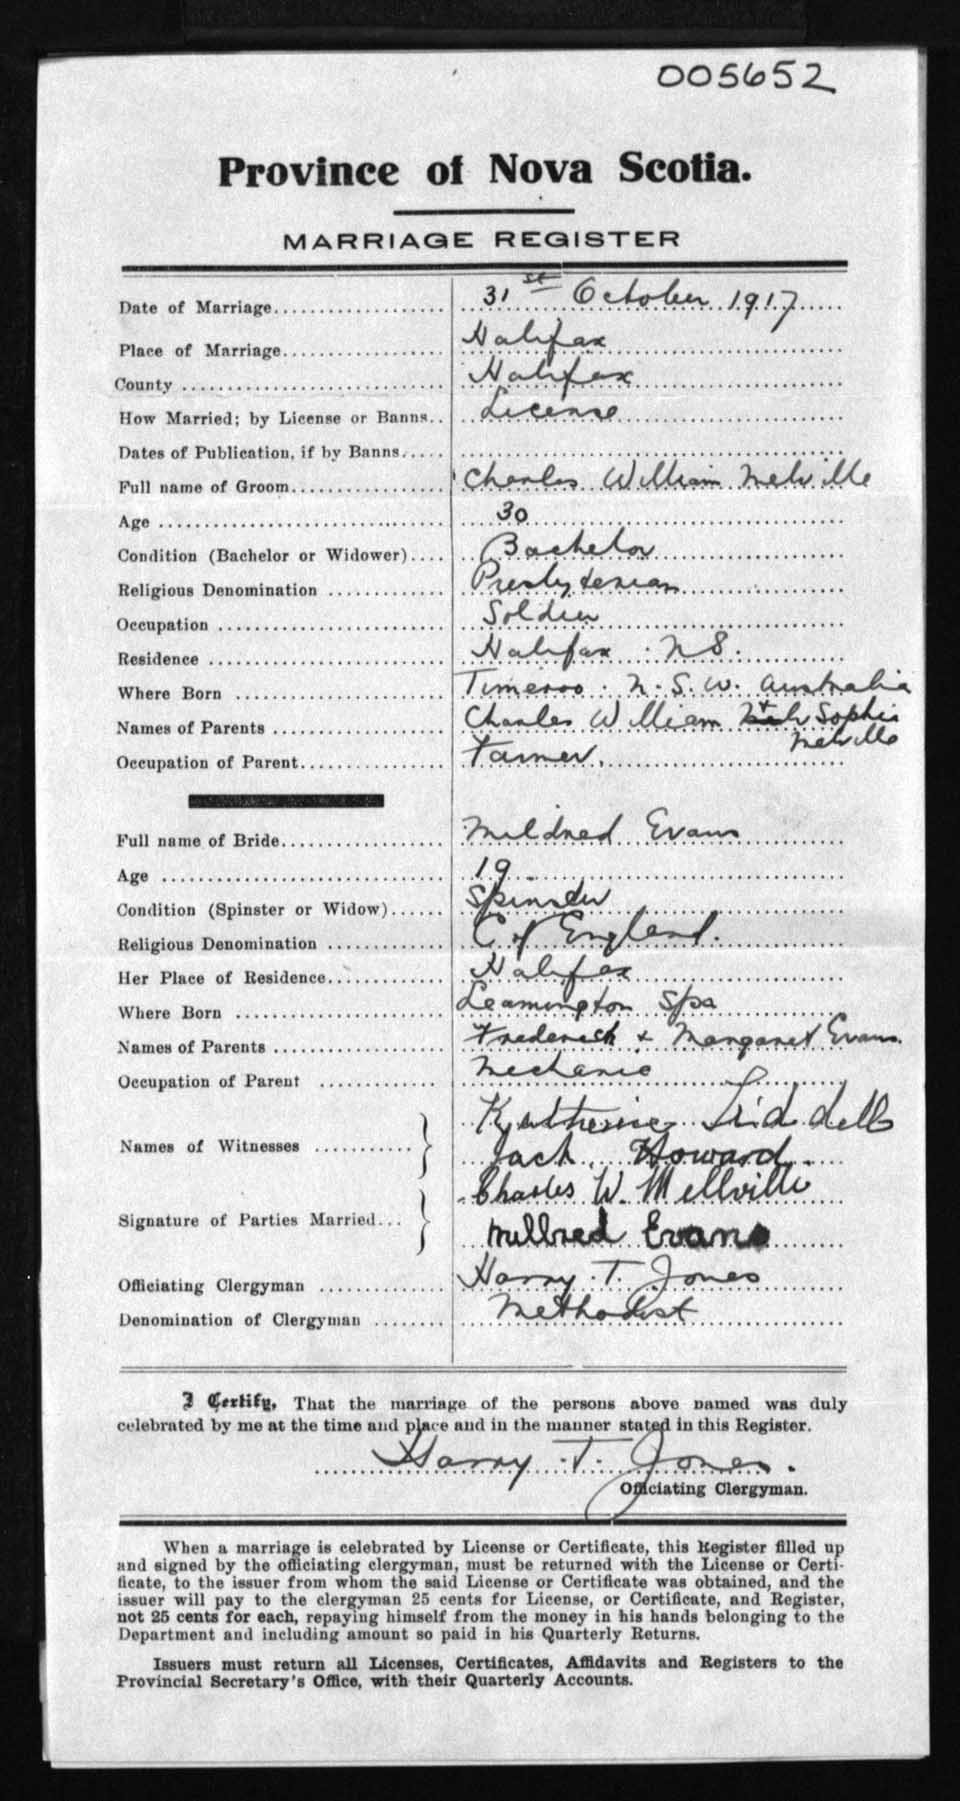 005652
Province of Nova Scotia.
MARRIAGE REGISTER
Date of Marriage 31st October 1917
Place of Marriage Halifax
County Halifax
How Married; by License or Banns License
Dates of Publication, if by Banns
Full name of Groom Charles William Melville
Age 30
Condition (Bachelor or Widower) Bachelor
Religious Denomination Presbyterian
Occupation Soldier
Residence Halifax N.S.
Where Born Timeroo. N. S. W. Australia
Names of Parents Charles William + Sophia Melville
Occupation of Parent Farmer.
Full name of Bride Mildred Evans
Age 19
Condition (Spinster or Widow) Spinster
Religious Denomination C of England.
Her Place of Residence Halifax
Where Born Leamington Spa
Names of Parents Frederick + Margaret Evans.
Occupation of Parent Mechanic
Names of Witnesses Katherine Liddell
Jack Howard
Signature of Parties Married Charles W. Mellville
Mildred Evans
Officiating Clergyman Harry T. Jones
Denomination of Clergyman Methodist
I Certify, That the marriage of the persons above named was duly
celebrated by me at the time and place and in the manner stated in this Register.
Harry T. Jones.
Officiating Clergyman.
When a marriage is celebrated by License or Certificate, this Register filled up
and signed by the officiating clergyman, must be returned with the License or Certi-
ficate, to the issuer from whom the said License or Certificate was obtained, and the
issuer will pay to the clergyman 25 cents for License, or Certificate, and Register,
not 25 cents for each, repaying himself from the money in his hands belonging to the
Department and including amount so paid in his Quarterly Returns.
Issuers must return all Licenses, Certificates, Affidavits and Registers to the
Provincial Secretary's Office, with their Quarterly Accounts.